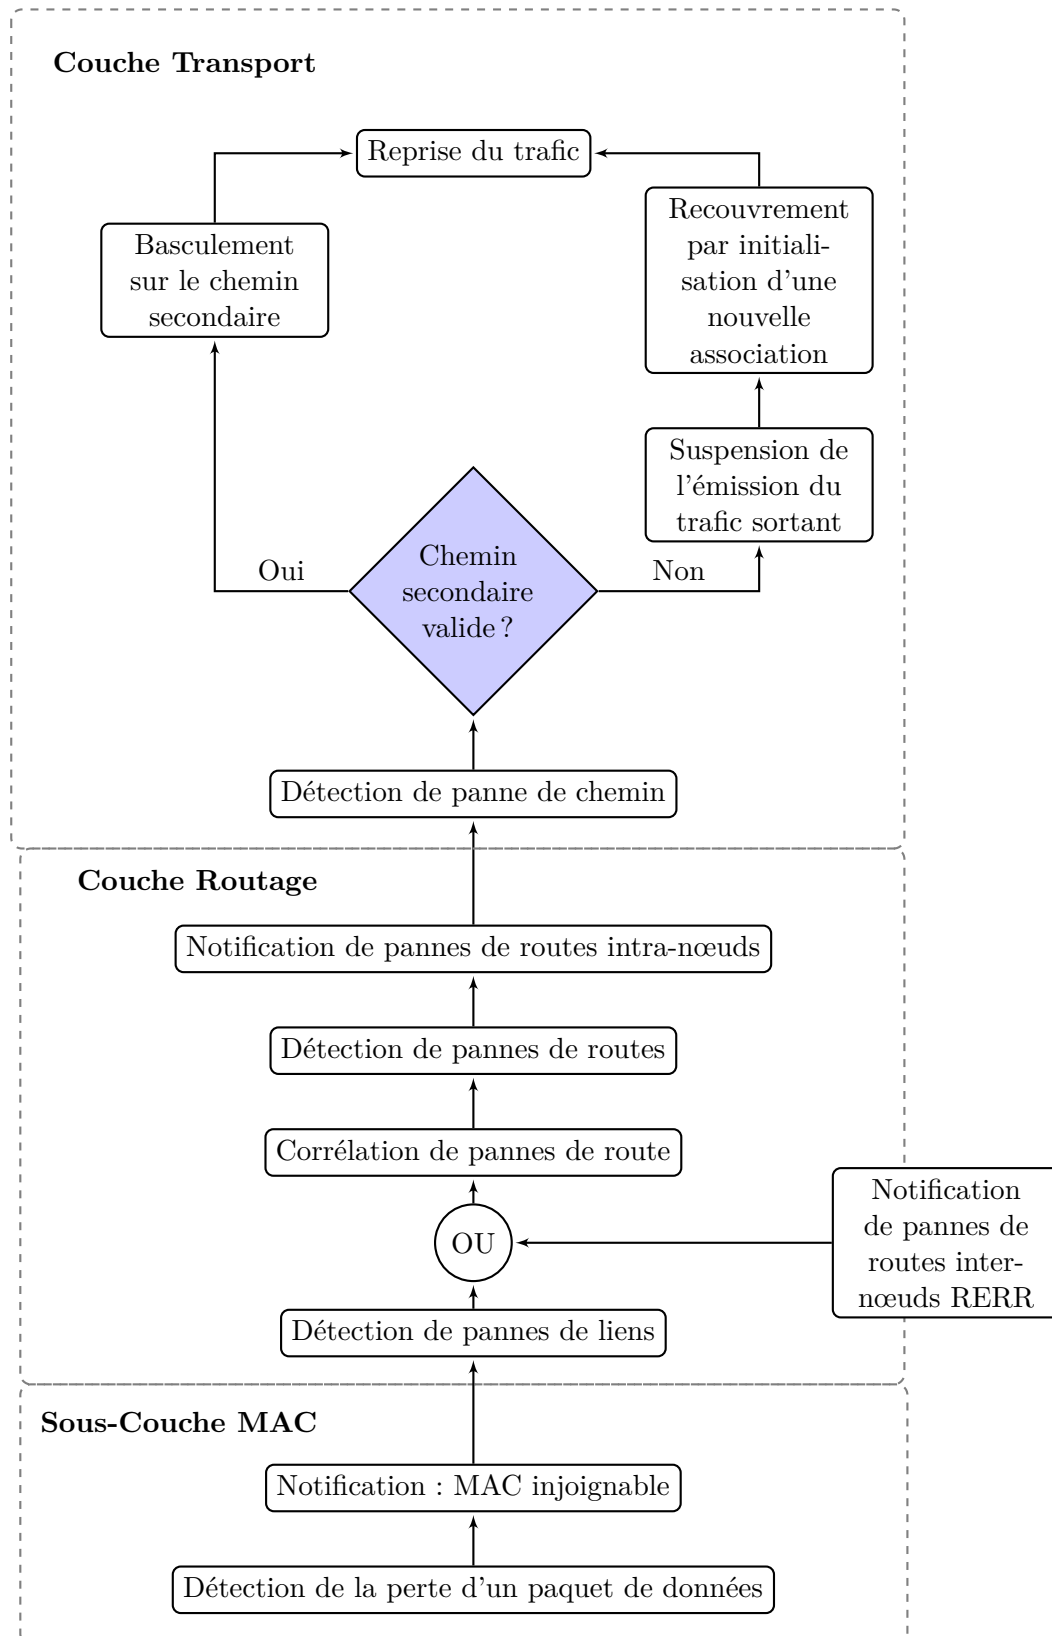 Couche Transport
Reprise du trafic
Basculement
sur le chemin
secondaire
Recouvrement
par initiali-
sation d'une
nouvelle
association
Suspension de
l'émission du
trafic sortant
Chemin
secondaire
valide ?
Oui
Non
Détection de panne de chemin
Couche Routage
Notification de pannes de routes intra-nœuds
Détection de pannes de routes
Corrélation de pannes de route
OU
Notification
de pannes de
routes inter-
nœuds RERR
Détection de pannes de liens
Sous-Couche MAC
Notification : MAC injoignable
Détection de la perte d'un paquet de données